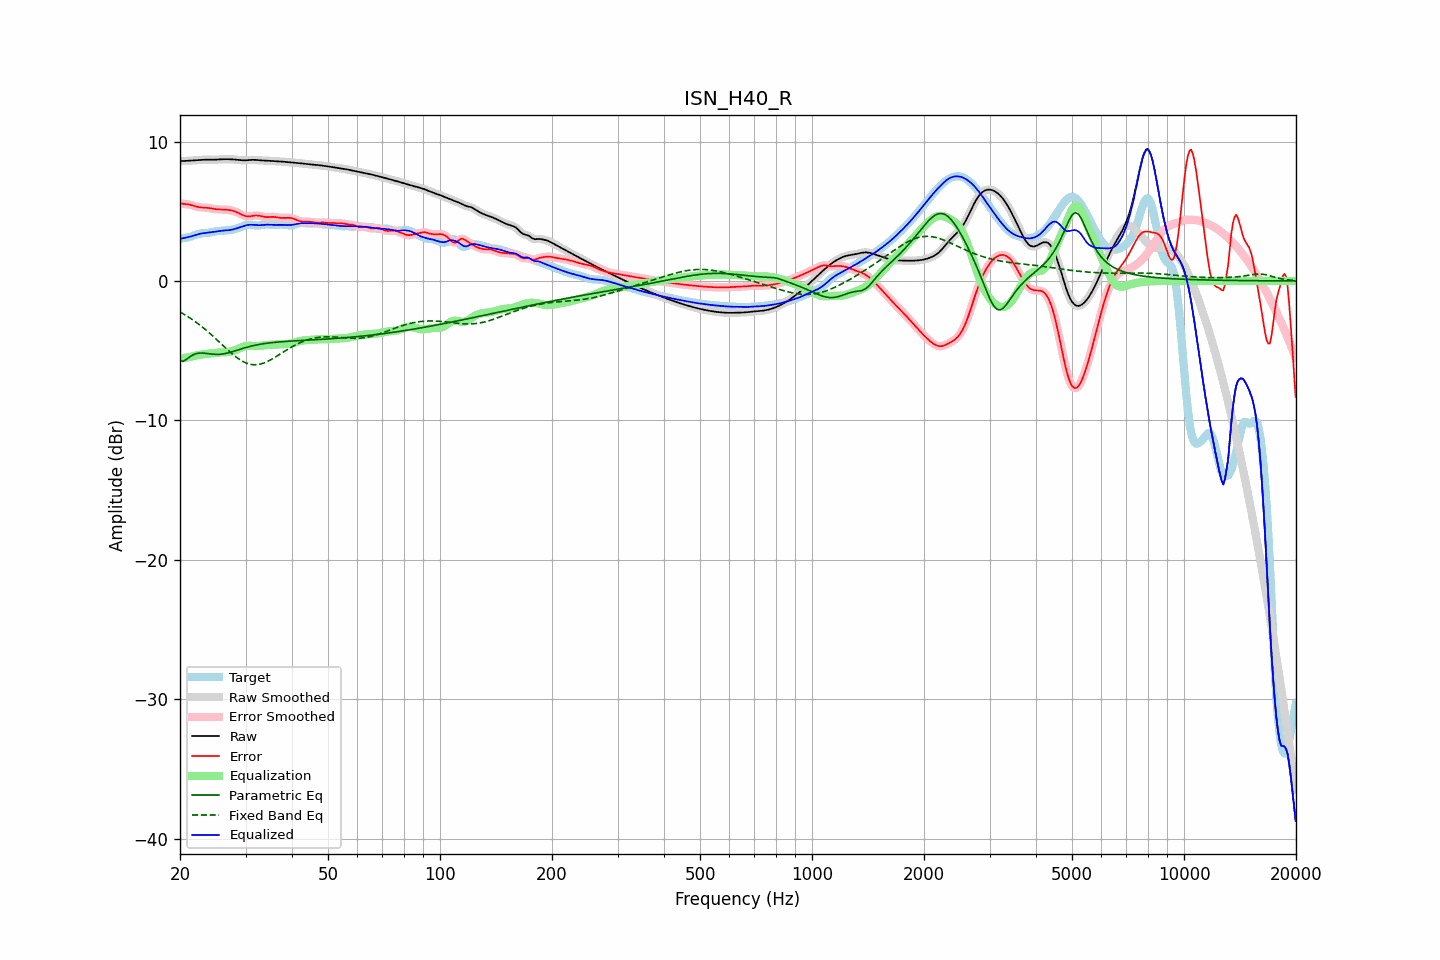 ISN_H40_R
Amplitude (dBr)
10
0
−10
−20
−30
−40
Target
Raw Smoothed
Error Smoothed
Raw
Error
Equalization
Parametric Eq
Fixed Band Eq
Equalized
20 50 100 200 500 1000 2000 5000 10000 20000
Frequency (Hz)